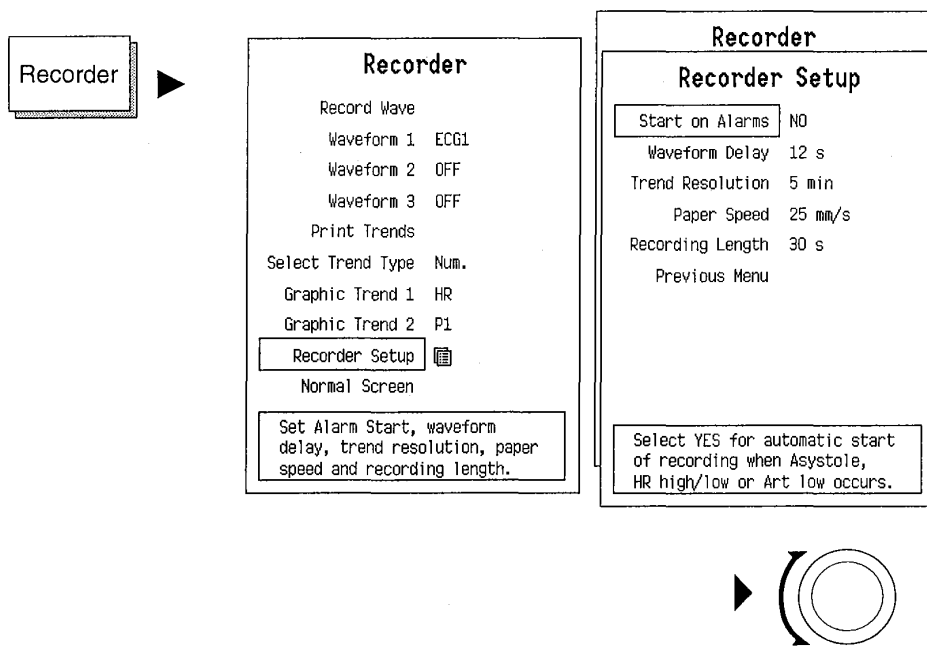 Recorder
Recorder
Record Wave
Waveform 1 ECG1
Waveform 2 OFF
Waveform 3 OFF
Print Trends
Select Trend Type Num.
Graphic Trend 1 HR
Graphic Trend 2 P1
Recorder Setup
Normal Screen
Set Alarm Start, waveform
delay, trend resolution, paper
speed and recording length.
Recorder
Recorder Setup
Start on Alarms NO
Waveform Delay 12 s
Trend Resolution 5 min
Paper Speed 25 mm/s
Recording Length 30 s
Previous Menu
Select YES for automatic start
of recording when Asystole,
HR high/low or Art low occurs.